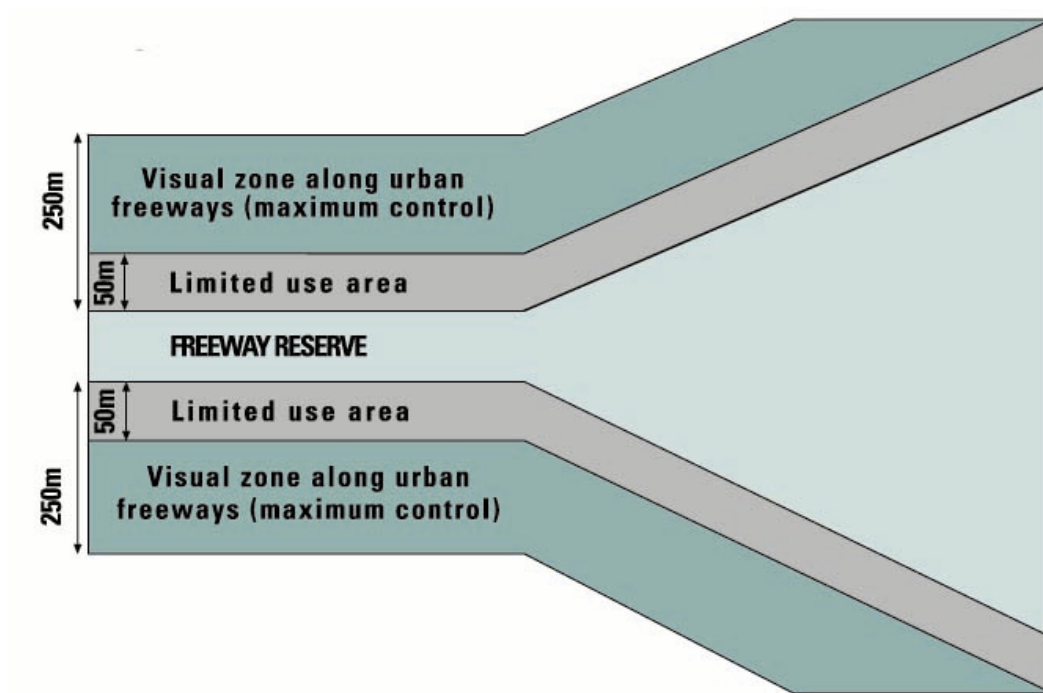 Visual zone along urban
freeways (maximum control)
250m
50m
Limited use area
FREEWAY RESERVE
50m
Limited use area
250m
Visual zone along urban
freeways (maximum control)